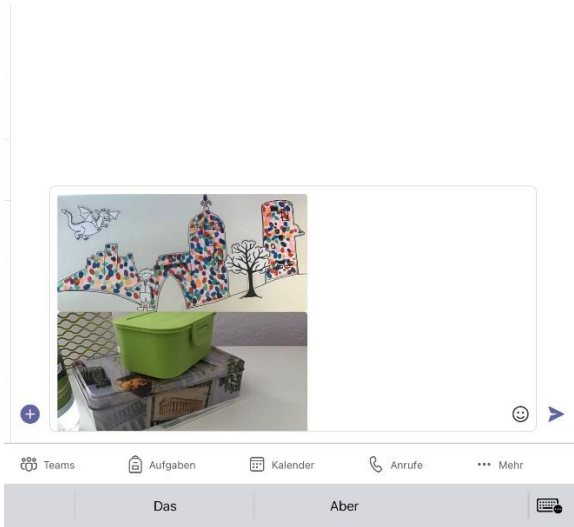 Teams
Aufgaben
Kalender
Anrufe
Mehr
Das
Aber